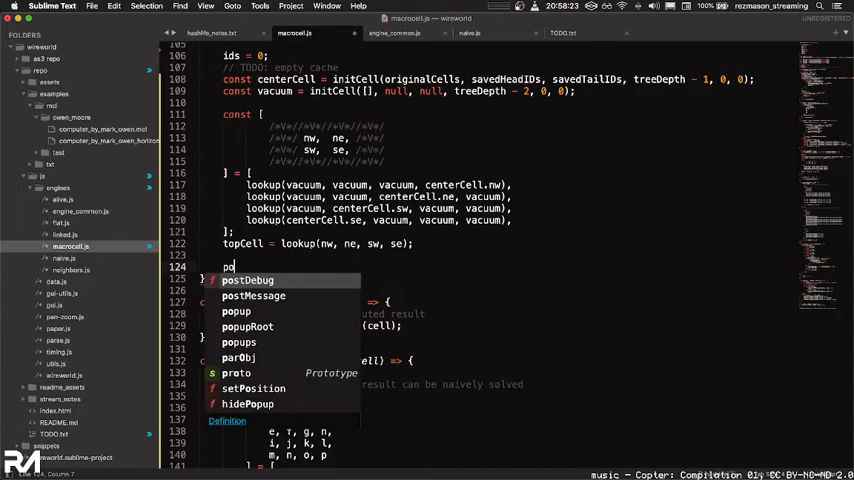 Sublime Text File Edit Selection Find View Goto Tools Project Window Help 100% 20:58:23 rezmason_streaming
macrocell.js — wireworld UNREGISTERED
FOLDERS
wireworld
as3 repo
repo
assets
examples
mcl
owen_moore
computer_by_mark_owen.mcl
computer_by_mark_owen_horizon
test
txt
js
engines
alive.js
engine_common.js
flat.js
linked.js
macrocell.js
naive.js
neighbors.js
data.js
gui-utils.js
gui.js
pan-zoom.js
paper.js
parse.js
timing.js
utils.js
wireworld.js
readme_assets
stream_notes
index.html
README.md
TODO.txt
snippets
wireworld.sublime-project
hashlife_notes.txt macrocell.js engine_common.js naive.js TODO.txt
105
106 ids = 0;
107 // TODO: empty cache
108 const centerCell = initCell(originalCells, savedHeadIDs, savedTailIDs, treeDepth - 1, 0, 0);
109 const vacuum = initCell([], null, null, treeDepth - 2, 0, 0);
110
111 const [
112 /*V*//*V*//*V*//*V*/
113 /*V*/ nw, ne, /*V*/
114 /*V*/ sw, se, /*V*/
115 /*V*//*V*//*V*//*V*/
116 ] = [
117 lookup(vacuum, vacuum, vacuum, centerCell.nw),
118 lookup(vacuum, vacuum, centerCell.ne, vacuum),
119 lookup(vacuum, centerCell.sw, vacuum, vacuum),
120 lookup(centerCell.se, vacuum, vacuum, vacuum),
121 ];
122 topCell = lookup(nw, ne, sw, se);
123
124 po
125 }
f postDebug
126
f postMessage
127 c => {
popup
128 uted result
popupRoot
129 (cell);
popups
130 }
parObj
131
s proto Prototype
132 c ell) => {
133
f setPosition
134 result can be naively solved
f hidePopup
135
Definition
138 e, f, g, h,
139 i, j, k, l,
140 m, n, o, p
141 ] = [
Line 124, Column 7
RM
music - Copter: Compilation 01, CC BY-NC-ND 2.0